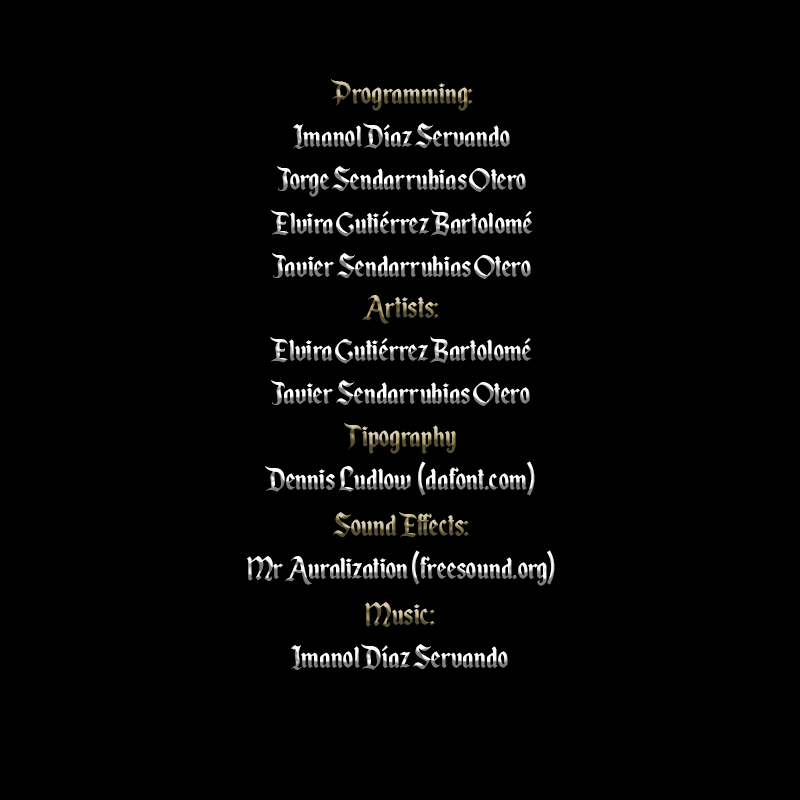 Programming:
Imanol Díaz Servando
Jorge Sendarrubias Otero
Elvira Gutiérrez Bartolomé
Javier Sendarrubias Otero
Artists:
Elvira Gutiérrez Bartolomé
Javier Sendarrubias Otero
Tipography
Dennis Ludlow (dafont.com)
Sound Effects:
Mr Auralization (freesound.org)
Music:
Imanol Díaz Servando